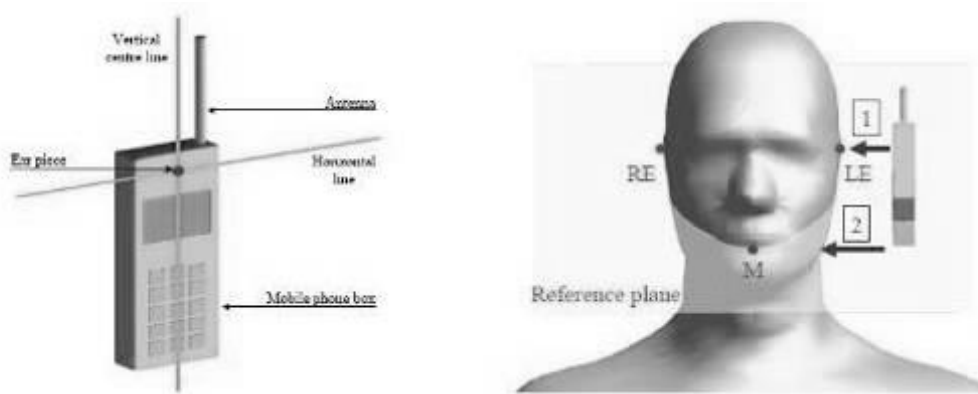 Vertical
centre line
Antenna
Ear piece
Horizontal
line
Mobile phone box
1
RE
LE
2
M
Reference plane